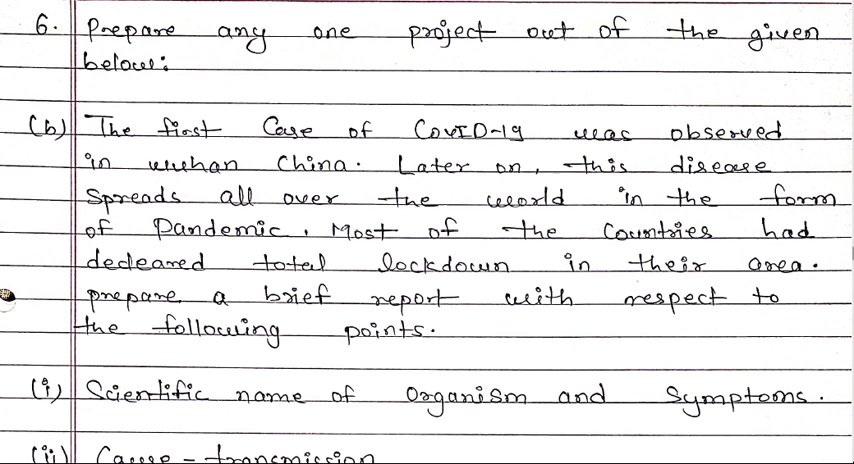 6. Prepare any one project out of the given
below:
(b) The first Case of COVID-19 was observed
in wuhan China. Later on, this disease
Spreads all over the world in the form
of Pandemic. Most of the Countries had
decleared total lockdown in their area.
prepare a brief report with respect to
the following points.
(i) Scientific name of Organism and Symptoms.
(ii) Cause - transmission